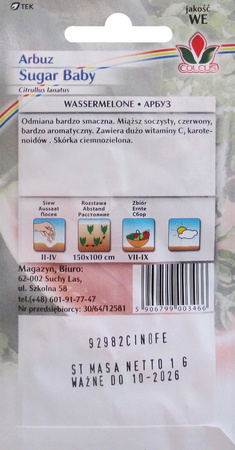 TEK
jakość
WE
Arbuz
Sugar Baby
Citrullus lanatus
WASSERMELONE • АРБУЗ
Odmiana bardzo smaczna. Miąższ soczysty, czerwony,
bardzo aromatyczny. Zawiera dużo witaminy C, karote-
noidów . Skórka ciemnozielona.
Siew
Aussaat
Посев
Rozstawa
Abstand
Расстояние
Zbiór
Ernte
Сбор
II-IV
150x100 cm
VII-IX
Magazyn, Biuro:
62-002 Suchy Las,
ul. Szkolna 58
tel.(+48) 601-91-77-47
Nr przedsiębiorcy: 30/64/12581
5 906799 003466
92982CINOFE
ST MASA NETTO 1 G
WAŻNE DO 10-2026